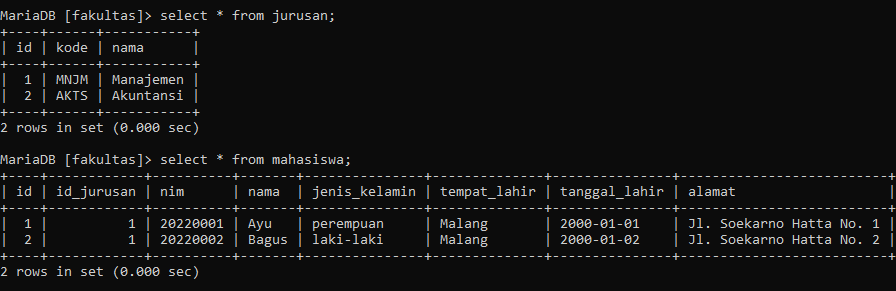 MariaDB [fakultas]> select * from jurusan;
+----+------+-----------+
| id | kode | nama      |
+----+------+-----------+
|  1 | MNJM | Manajemen |
|  2 | AKTS | Akuntansi |
+----+------+-----------+
2 rows in set (0.000 sec)

MariaDB [fakultas]> select * from mahasiswa;
+----+------------+----------+-------+---------------+--------------+---------------+--------------------------+
| id | id_jurusan | nim      | nama  | jenis_kelamin | tempat_lahir | tanggal_lahir | alamat                   |
+----+------------+----------+-------+---------------+--------------+---------------+--------------------------+
|  1 |          1 | 20220001 | Ayu   | perempuan     | Malang       | 2000-01-01    | Jl. Soekarno Hatta No. 1 |
|  2 |          1 | 20220002 | Bagus | laki-laki     | Malang       | 2000-01-02    | Jl. Soekarno Hatta No. 2 |
+----+------------+----------+-------+---------------+--------------+---------------+--------------------------+
2 rows in set (0.000 sec)